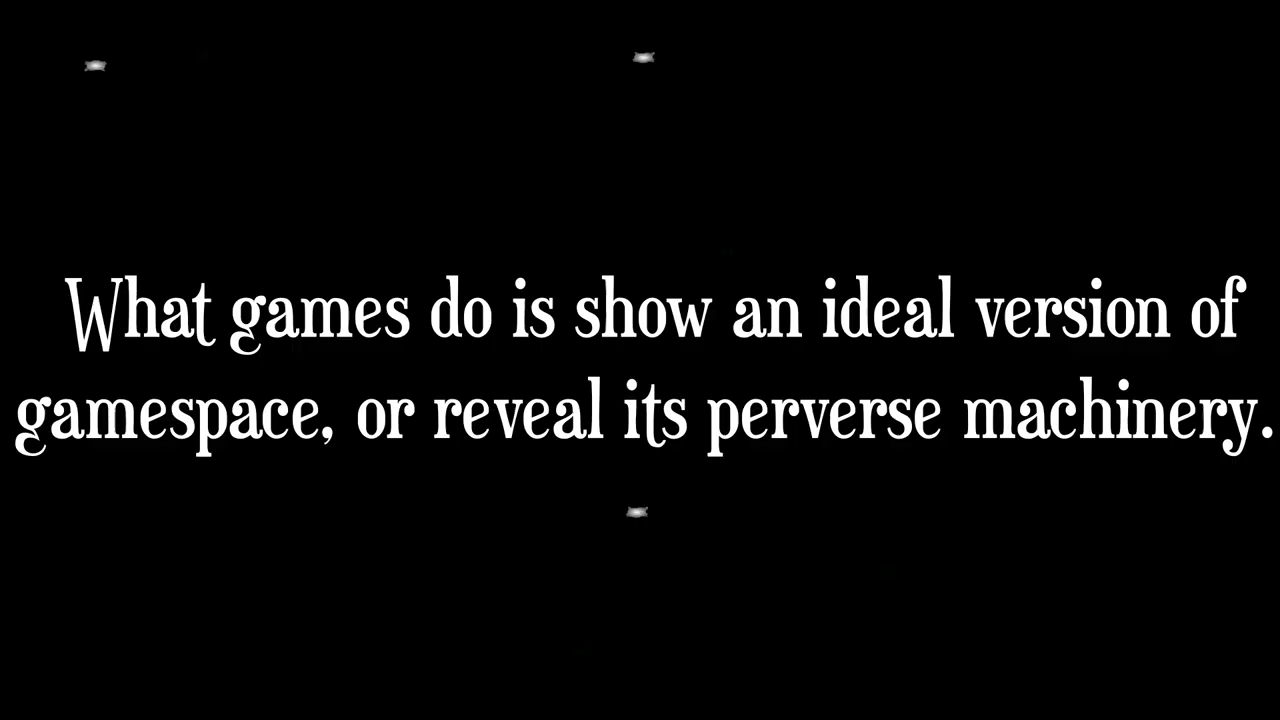 What games do is show an ideal version of
gamespace, or reveal its perverse machinery.